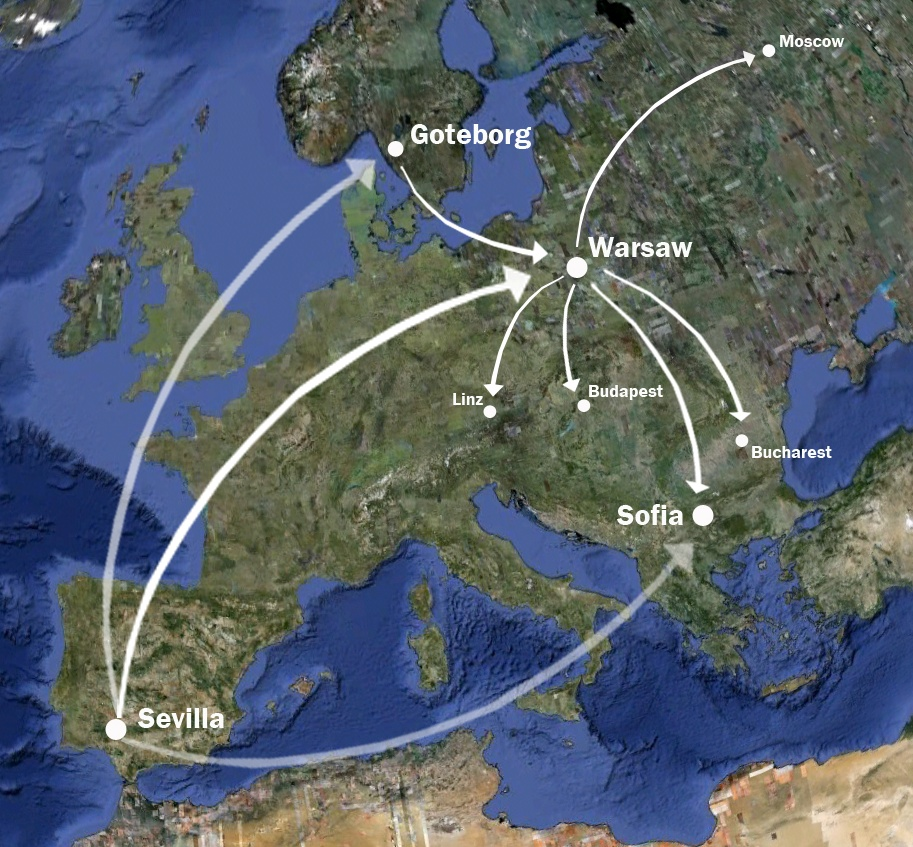 Moscow
Goteborg
Warsaw
Linz
Budapest
Bucharest
Sofia
Sevilla